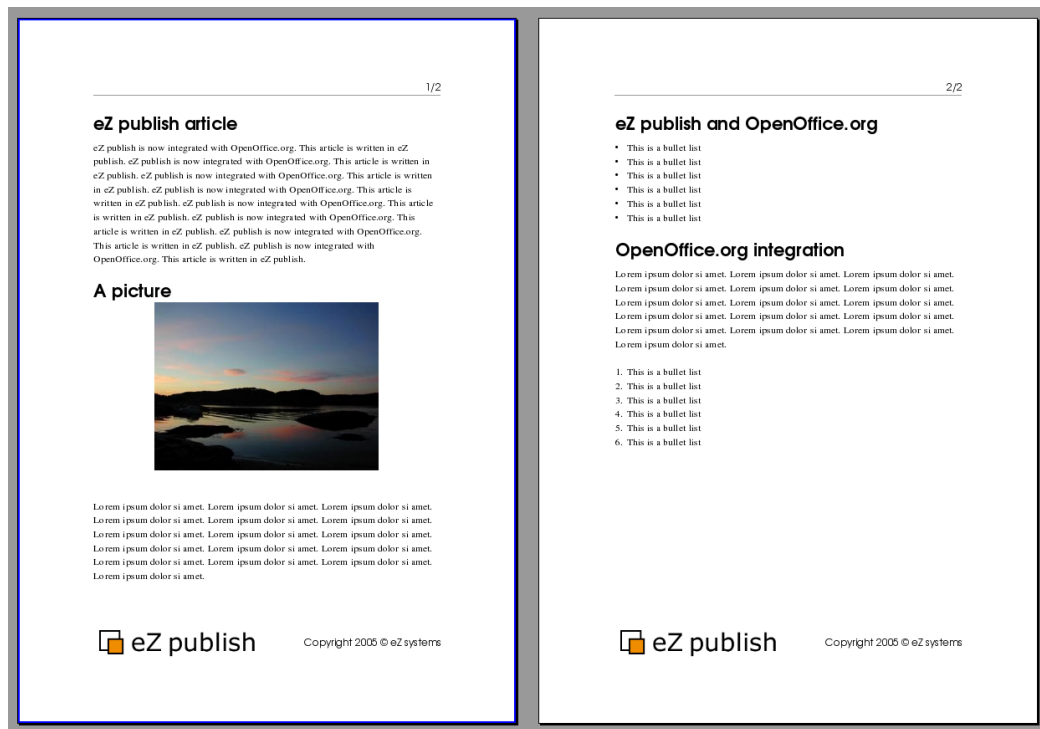 1/2
eZ publish article
eZ publish is now integrated with OpenOffice.org. This article is written in eZ
publish. eZ publish is now integrated with OpenOffice.org. This article is written in
eZ publish. eZ publish is now integrated with OpenOffice.org. This article is written
in eZ publish. eZ publish is now integrated with OpenOffice.org. This article is
written in eZ publish. eZ publish is now integrated with OpenOffice.org. This article
is written in eZ publish. eZ publish is now integrated with OpenOffice.org. This
article is written in eZ publish. eZ publish is now integrated with OpenOffice.org.
This article is written in eZ publish. eZ publish is now integrated with
OpenOffice.org. This article is written in eZ publish.
A picture
Lorem ipsum dolor si amet. Lorem ipsum dolor si amet. Lorem ipsum dolor si amet.
Lorem ipsum dolor si amet. Lorem ipsum dolor si amet. Lorem ipsum dolor si amet.
Lorem ipsum dolor si amet. Lorem ipsum dolor si amet. Lorem ipsum dolor si amet.
Lorem ipsum dolor si amet. Lorem ipsum dolor si amet. Lorem ipsum dolor si amet.
Lorem ipsum dolor si amet. Lorem ipsum dolor si amet. Lorem ipsum dolor si amet.
Lorem ipsum dolor si amet.
eZ publish
Copyright 2005 © eZ systems
2/2
eZ publish and OpenOffice.org
• This is a bullet list
• This is a bullet list
• This is a bullet list
• This is a bullet list
• This is a bullet list
• This is a bullet list
OpenOffice.org integration
Lorem ipsum dolor si amet. Lorem ipsum dolor si amet. Lorem ipsum dolor si amet.
Lorem ipsum dolor si amet. Lorem ipsum dolor si amet. Lorem ipsum dolor si amet.
Lorem ipsum dolor si amet. Lorem ipsum dolor si amet. Lorem ipsum dolor si amet.
Lorem ipsum dolor si amet. Lorem ipsum dolor si amet. Lorem ipsum dolor si amet.
Lorem ipsum dolor si amet. Lorem ipsum dolor si amet. Lorem ipsum dolor si amet.
Lorem ipsum dolor si amet.
1. This is a bullet list
2. This is a bullet list
3. This is a bullet list
4. This is a bullet list
5. This is a bullet list
6. This is a bullet list
eZ publish
Copyright 2005 © eZ systems